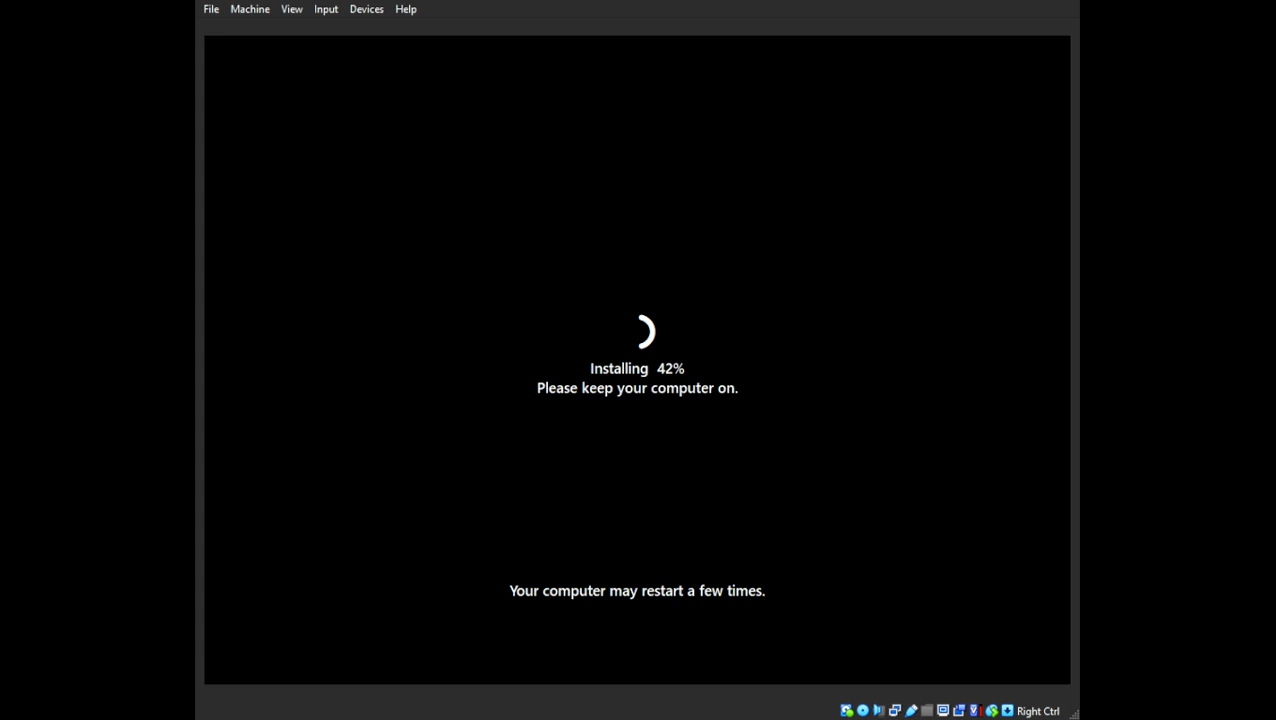 File Machine View Input Devices Help
Installing 42%
Please keep your computer on.
Your computer may restart a few times.
Right Ctrl